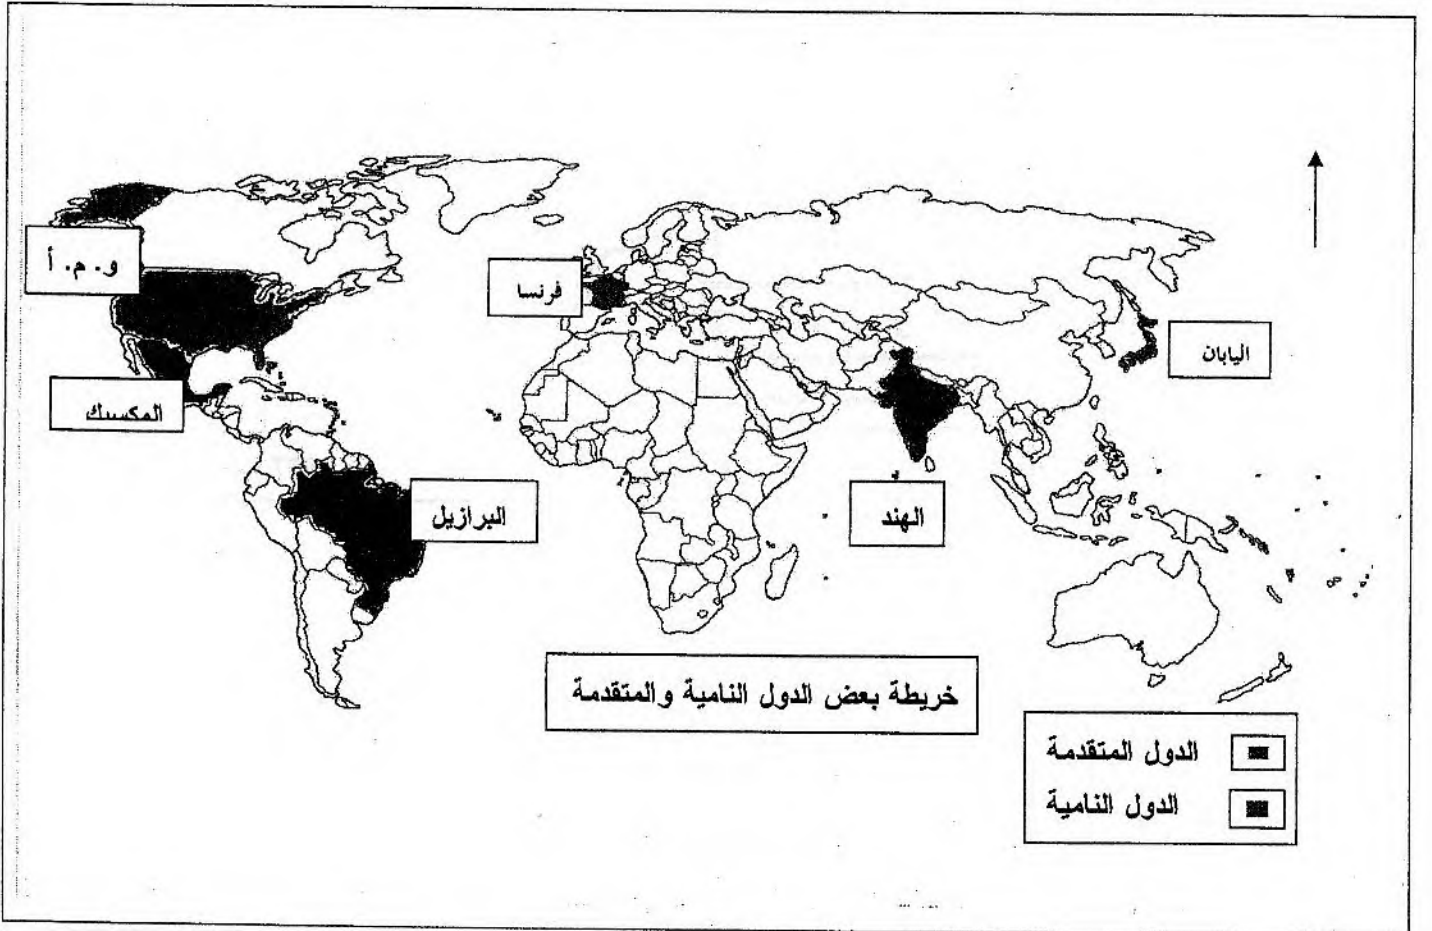 و. م. أ
فرنسا
اليابان
المكسيك
البرازيل
الهند
خريطة بعض الدول النامية والمتقدمة
الدول المتقدمة
الدول النامية